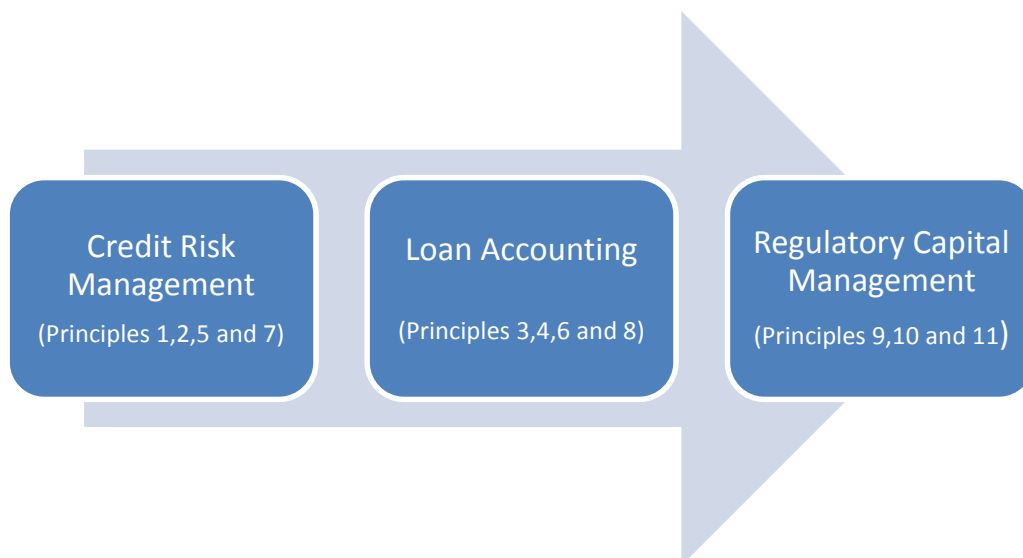 Credit Risk
Management
(Principles 1,2,5 and 7)
Loan Accounting
(Principles 3,4,6 and 8)
Regulatory Capital
Management
(Principles 9,10 and 11)